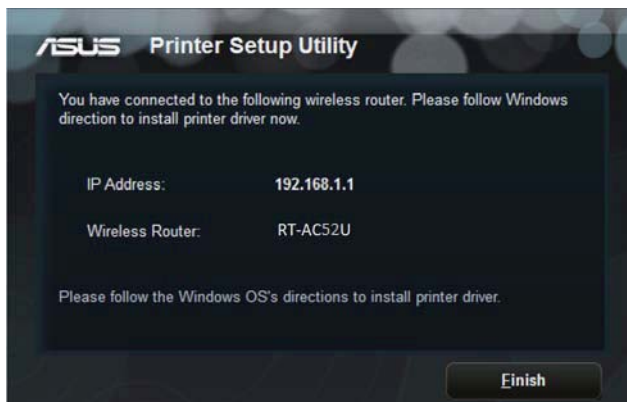 ASUS Printer Setup Utility
You have connected to the following wireless router. Please follow Windows
direction to install printer driver now.
IP Address: 192.168.1.1
Wireless Router: RT-AC52U
Please follow the Windows OS's directions to install printer driver.
Finish